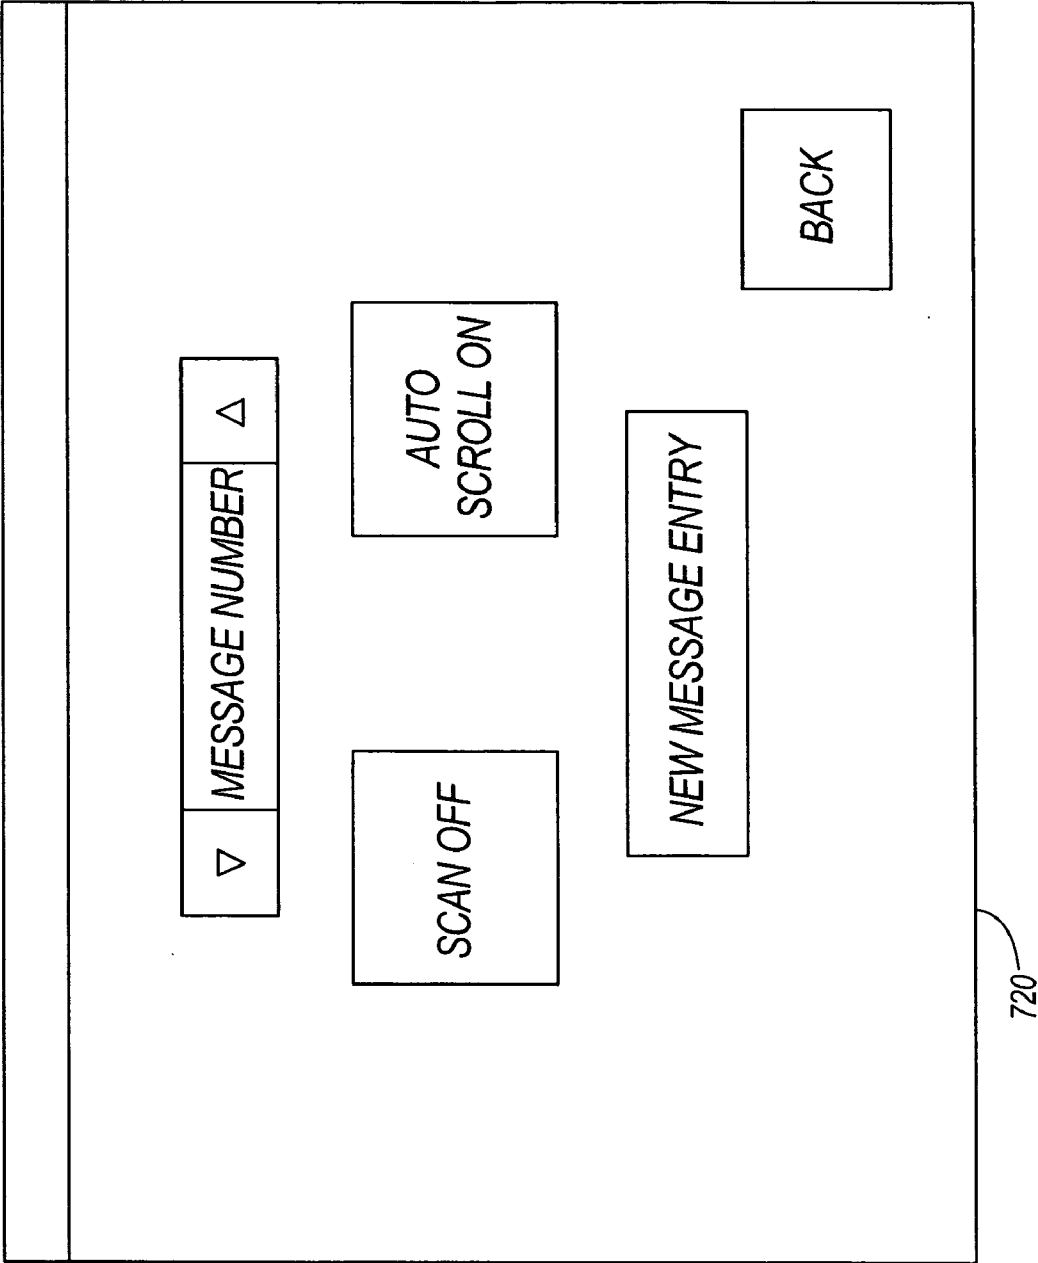 MESSAGE NUMBER
SCAN OFF
AUTO
SCROLL ON
NEW MESSAGE ENTRY
BACK
720